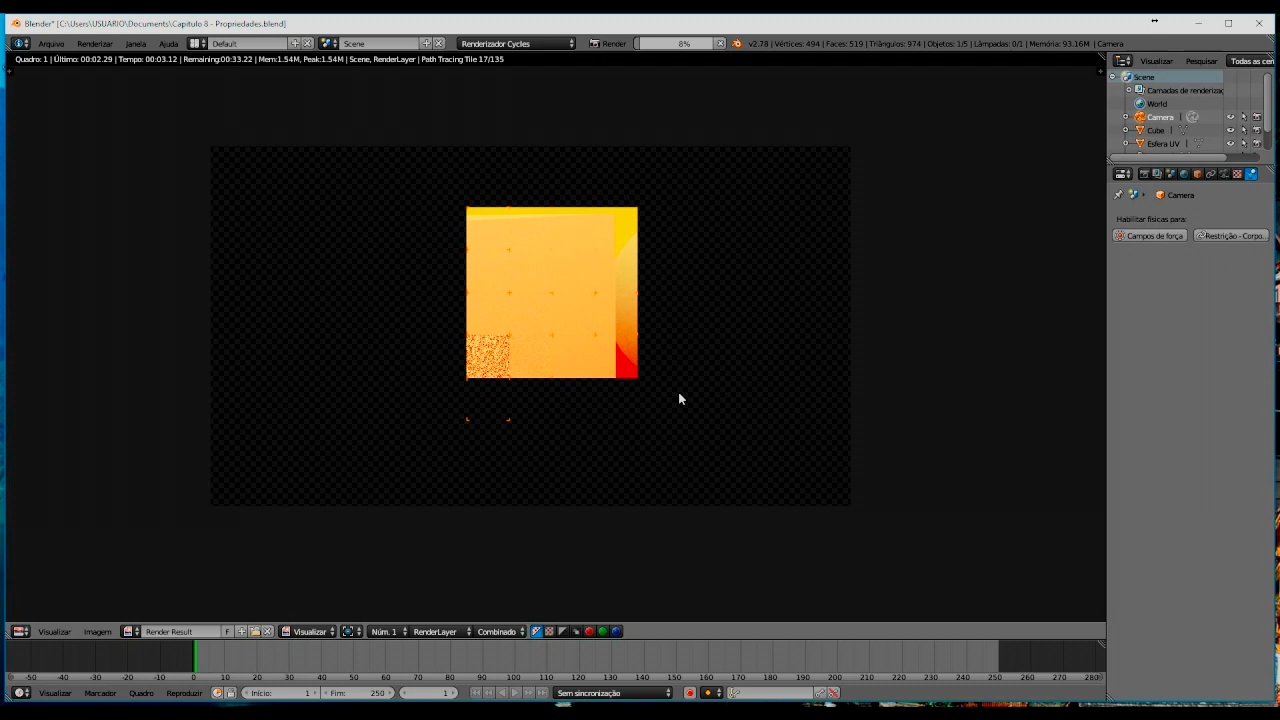 Blender* [C:\Users\USUARIO\Documents\Capitulo 8 - Propriedades.blend]
Arquivo Renderizar Janela Ajuda Default Scene Renderizador Cycles Render 8% v2.78 | Vértices: 494 | Faces: 519 | Triângulos: 974 | Objetos: 1/5 | Lâmpadas: 0/1 | Memória: 93.16M | Camera
Quadro: 1 | Último: 00:02.29 | Tempo: 00:03.12 | Remaining:00:33.22 | Mem:1.54M, Peak:1.54M | Scene, RenderLayer | Path Tracing Tile 17/135
Visualizar Pesquisar Todas as cen
Scene
Camadas de renderizaç
World
Camera
Cube
Esfera UV
Camera
Habilitar físicas para:
Campos de força Restrição - Corpo...
Visualizar Imagem Render Result F Visualizar Núm. 1 RenderLayer Combinado
-50 -40 -30 -20 -10 0 10 20 30 40 50 60 70 80 90 100 110 120 130 140 150 160 170 180 190 200 210 220 230 240 250 260 270 280
Visualizar Marcador Quadro Reproduzir Início: 1 Fim: 250 1 Sem sincronização